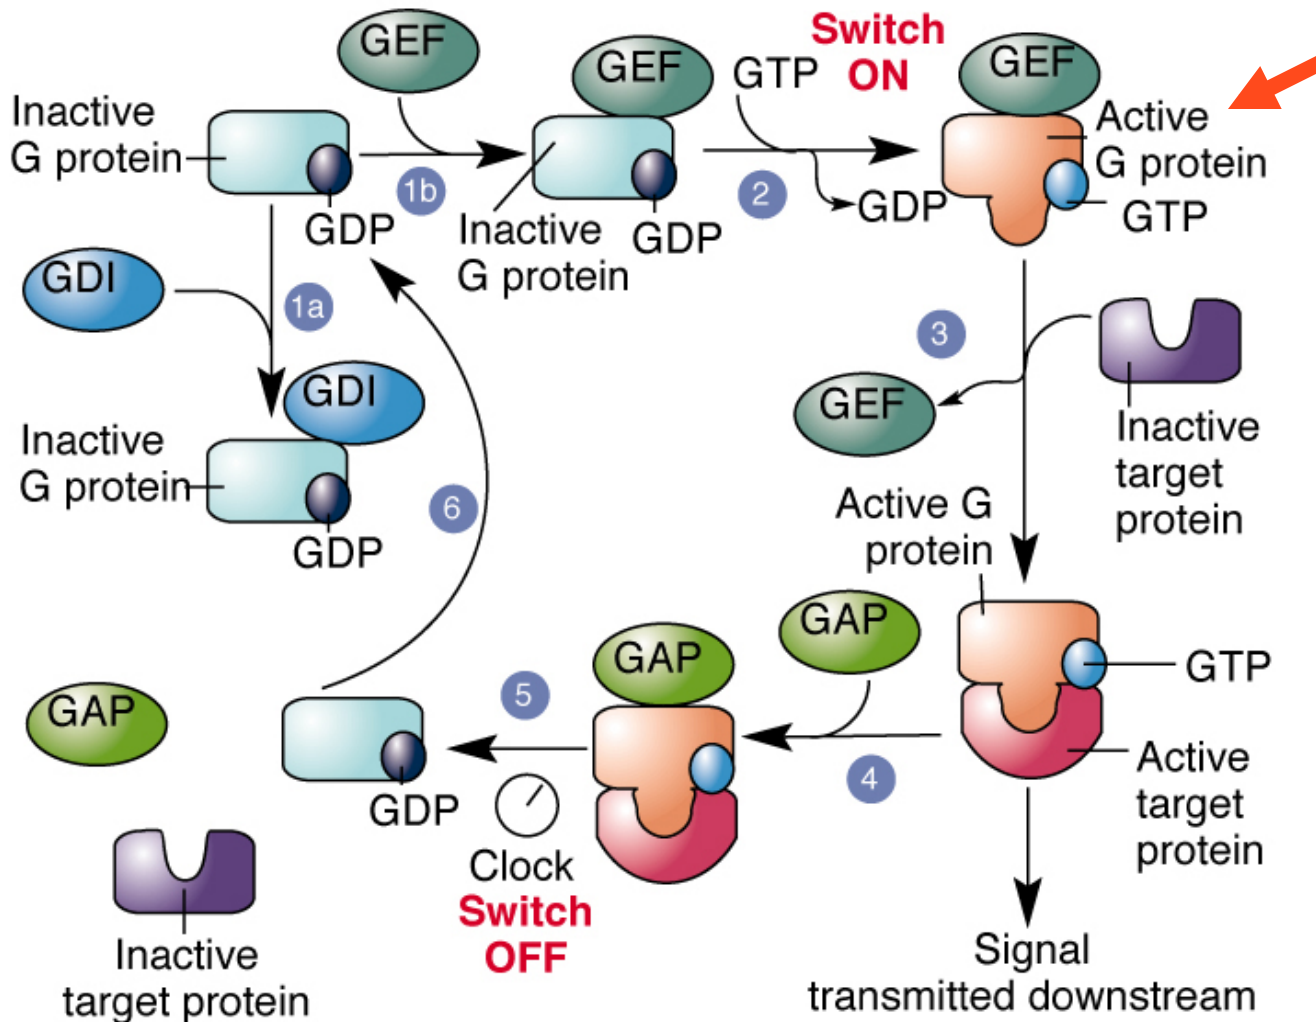 GEF
Switch
ON
GEF
GTP
GEF
Inactive
G protein
Active
G protein
1b
2
GDP
GTP
GDP
Inactive
G protein
GDP
GDI
1a
3
GDI
GEF
Inactive
target
protein
Inactive
G protein
GDP
6
Active G
protein
GAP
GAP
GTP
GAP
5
4
GDP
Active
target
protein
Clock
Switch
OFF
Inactive
target protein
Signal
transmitted downstream